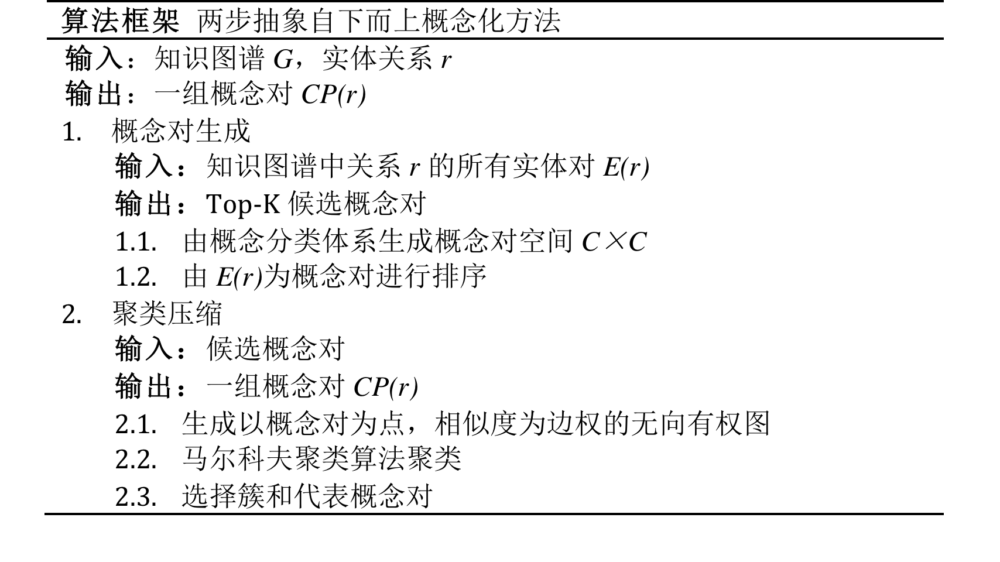 算法框架 两步抽象自下而上概念化方法
输入：知识图谱 G，实体关系 r
输出：一组概念对 CP(r)
1. 概念对生成
输入：知识图谱中关系 r 的所有实体对 E(r)
输出：Top-K 候选概念对
1.1. 由概念分类体系生成概念对空间 C×C
1.2. 由 E(r)为概念对进行排序
2. 聚类压缩
输入：候选概念对
输出：一组概念对 CP(r)
2.1. 生成以概念对为点，相似度为边权的无向有权图
2.2. 马尔科夫聚类算法聚类
2.3. 选择簇和代表概念对